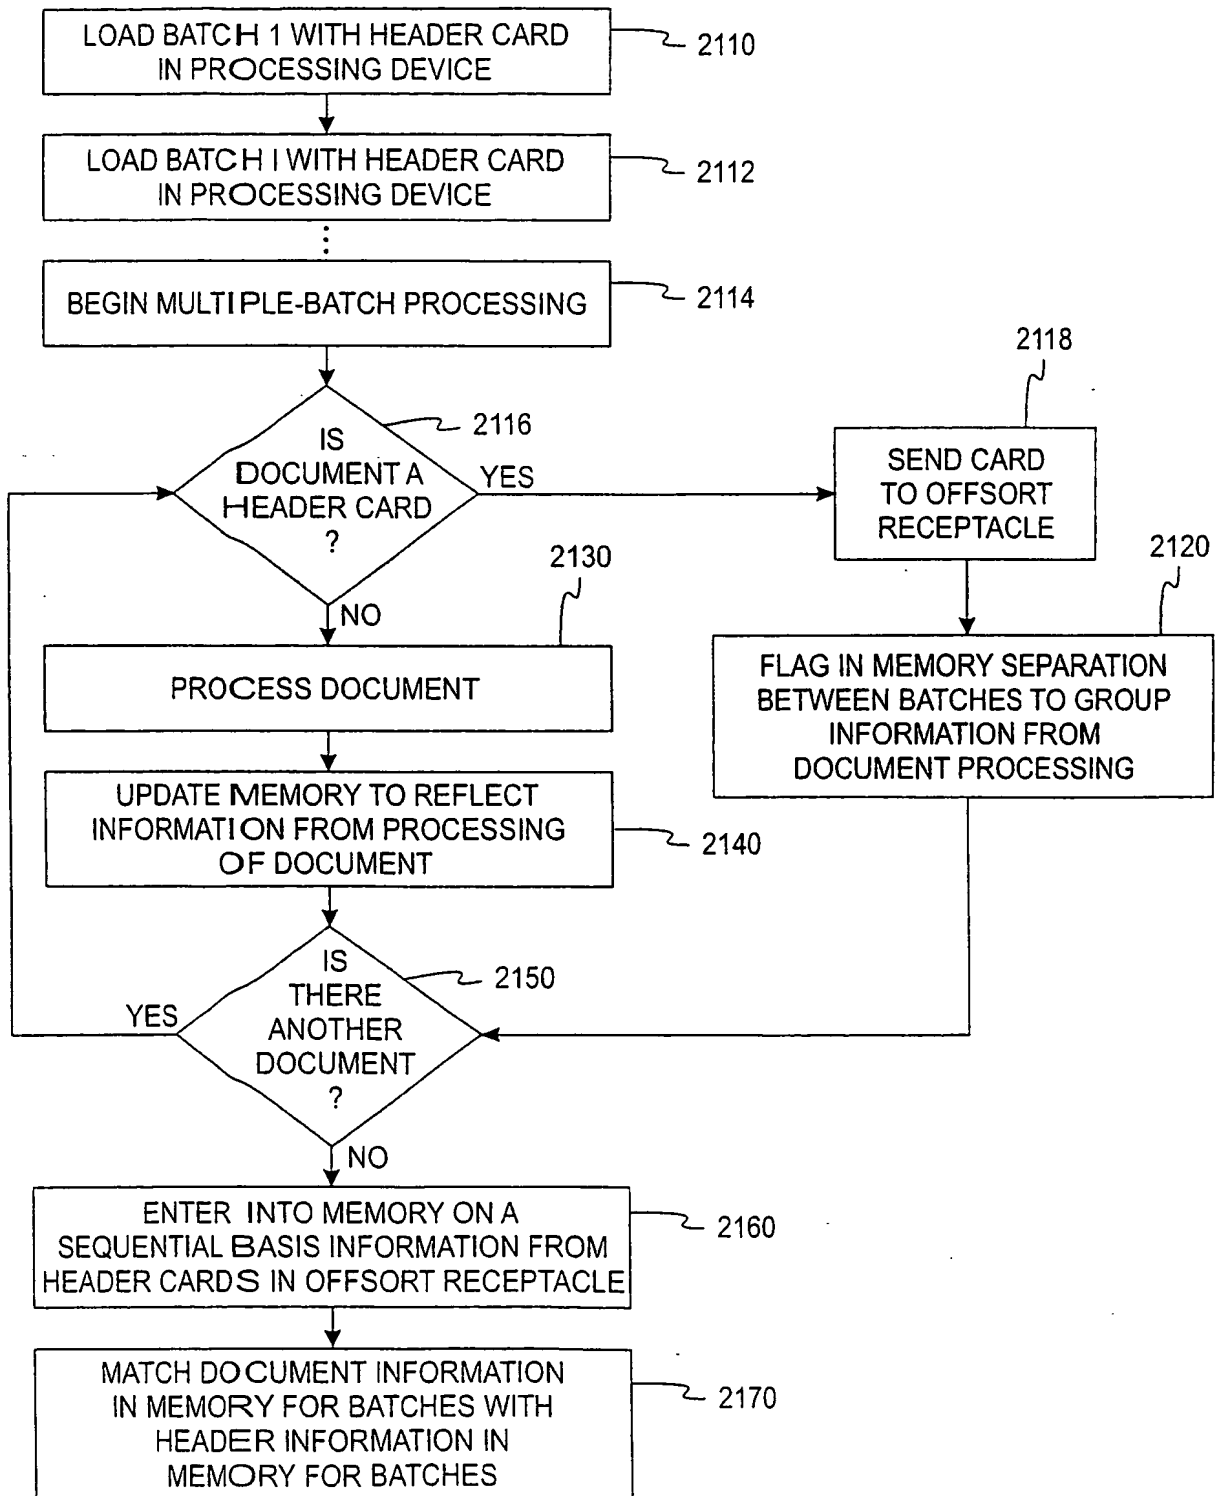 LOAD BATCH 1 WITH HEADER CARD
IN PROCESSING DEVICE
2110
LOAD BATCH I WITH HEADER CARD
IN PROCESSING DEVICE
2112
BEGIN MULTIPLE-BATCH PROCESSING
2114
IS
DOCUMENT A
HEADER CARD
?
2116
YES
NO
2118
SEND CARD
TO OFFSORT
RECEPTACLE
2120
FLAG IN MEMORY SEPARATION
BETWEEN BATCHES TO GROUP
INFORMATION FROM
DOCUMENT PROCESSING
2130
PROCESS DOCUMENT
UPDATE MEMORY TO REFLECT
INFORMATION FROM PROCESSING
OF DOCUMENT
2140
IS
THERE
ANOTHER
DOCUMENT
?
2150
YES
NO
ENTER INTO MEMORY ON A
SEQUENTIAL BASIS INFORMATION FROM
HEADER CARDS IN OFFSORT RECEPTACLE
2160
MATCH DOCUMENT INFORMATION
IN MEMORY FOR BATCHES WITH
HEADER INFORMATION IN
MEMORY FOR BATCHES
2170